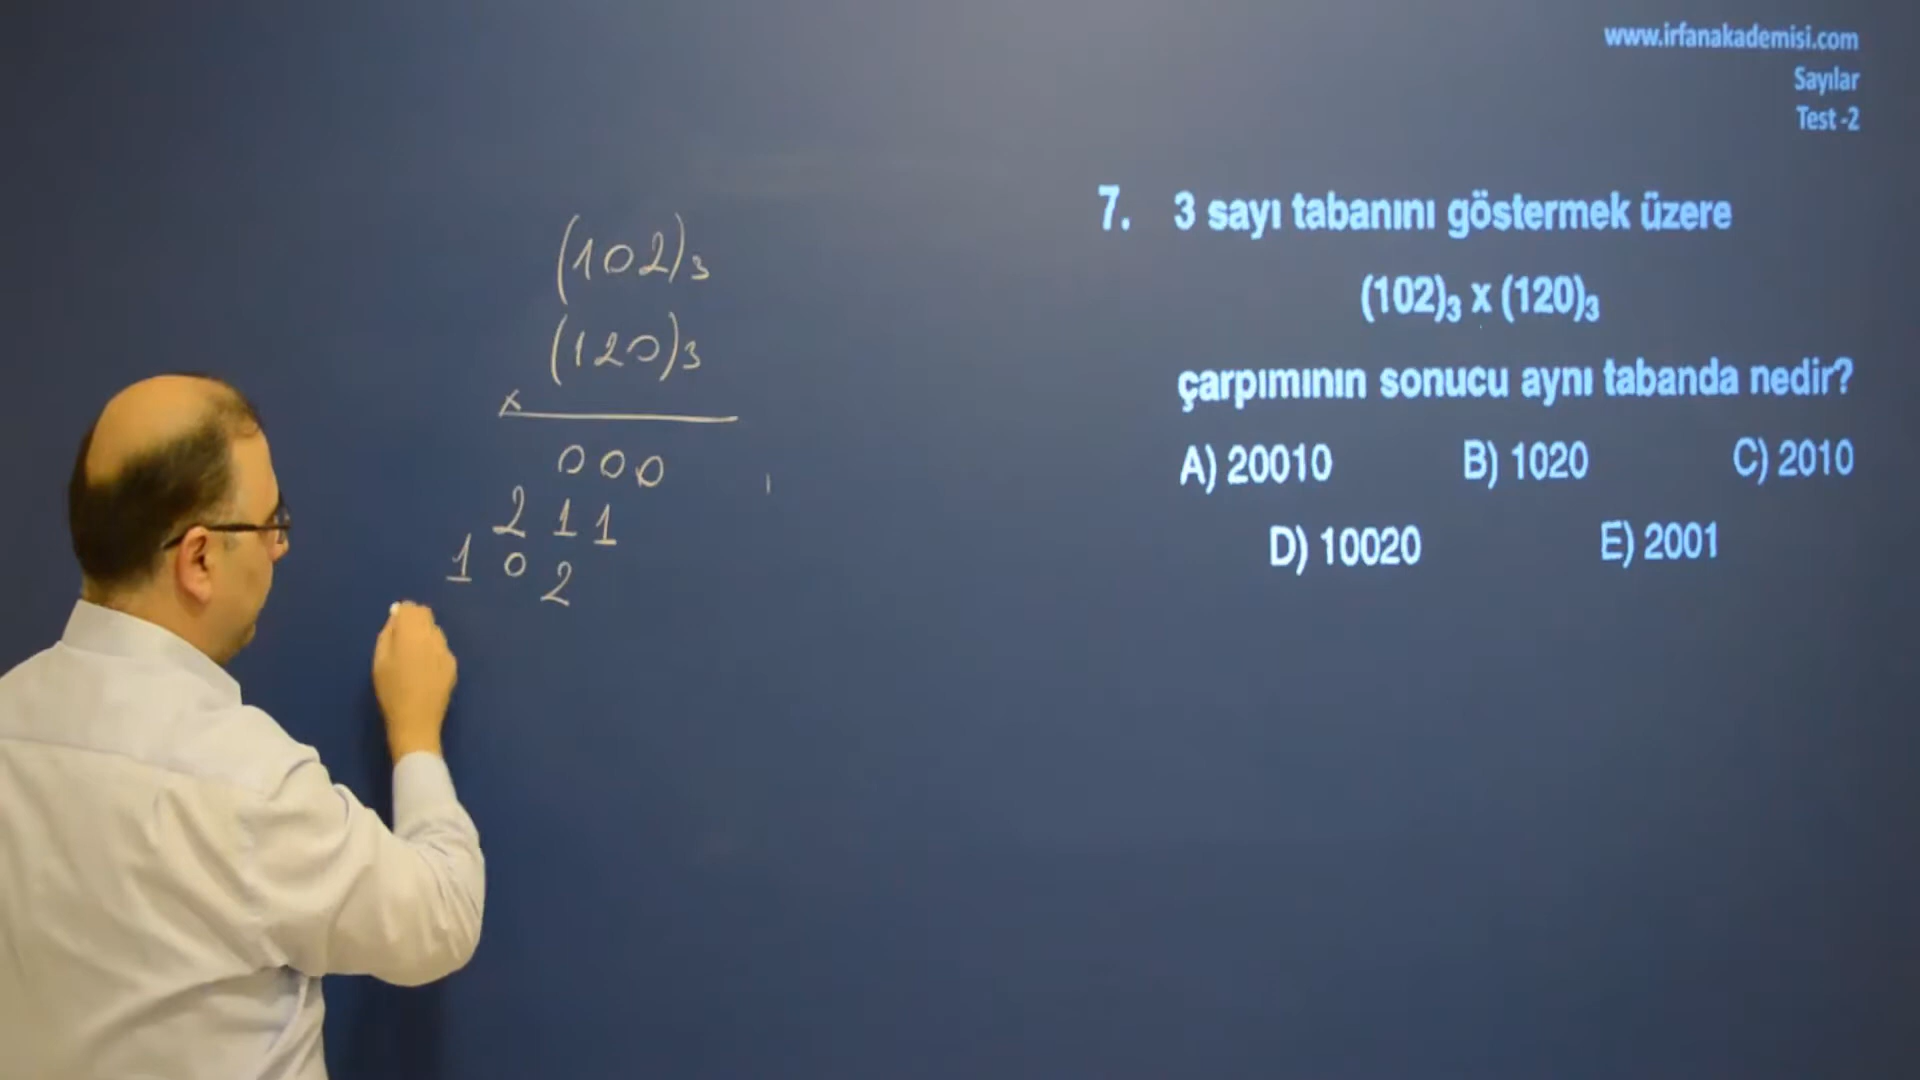 www.irfanakademisi.com
Sayılar
Test -2
7. 3 sayı tabanını göstermek üzere
(102)₃ x (120)₃
çarpımının sonucu aynı tabanda nedir?
A) 20010 B) 1020 C) 2010
D) 10020 E) 2001
(102)₃
(120)₃
x
000
211
102